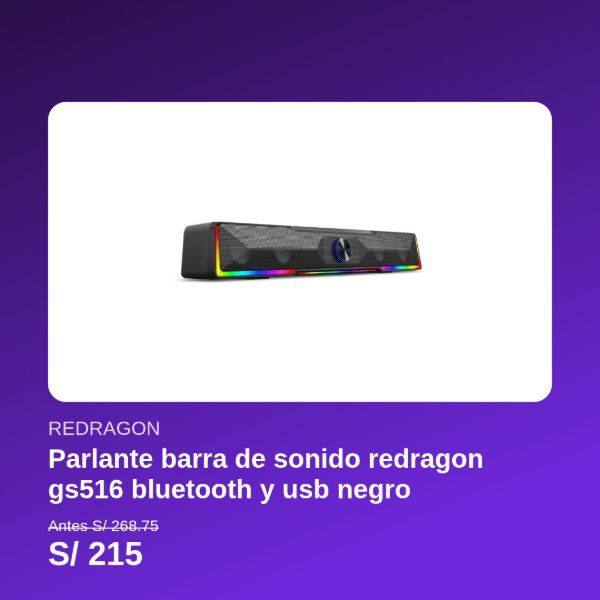 REDRAGON
Parlante barra de sonido redragon
gs516 bluetooth y usb negro
Antes S/ 268.75
S/ 215